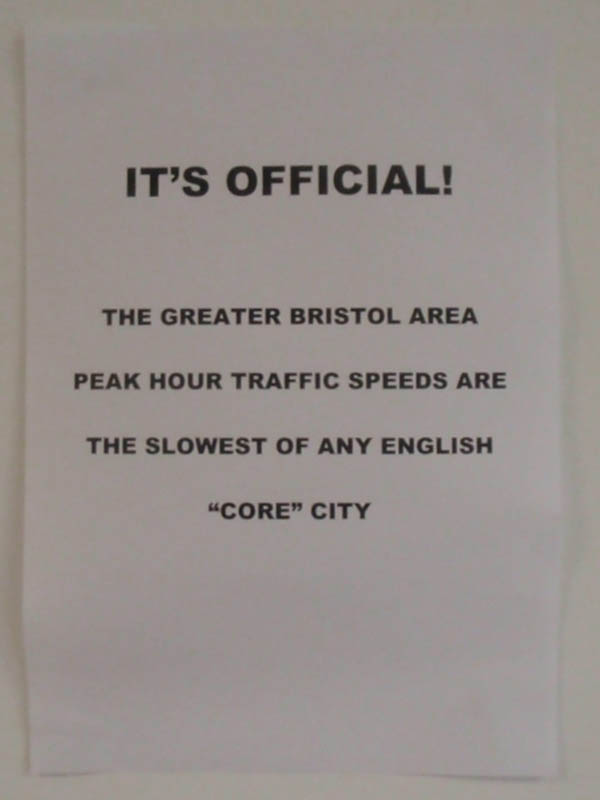 IT'S OFFICIAL!
THE GREATER BRISTOL AREA
PEAK HOUR TRAFFIC SPEEDS ARE
THE SLOWEST OF ANY ENGLISH
“CORE” CITY